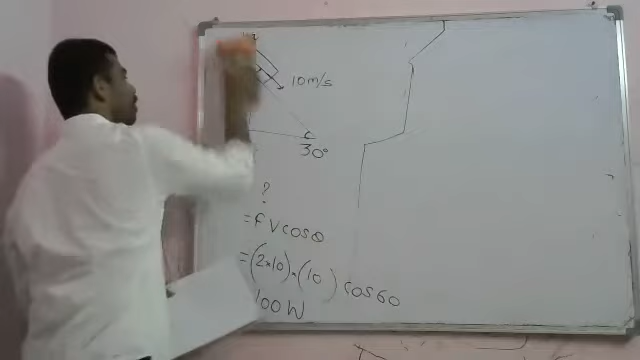 10m/s
30°
?
= F V cos θ
= (2×10)×(10) cos 60
100 W